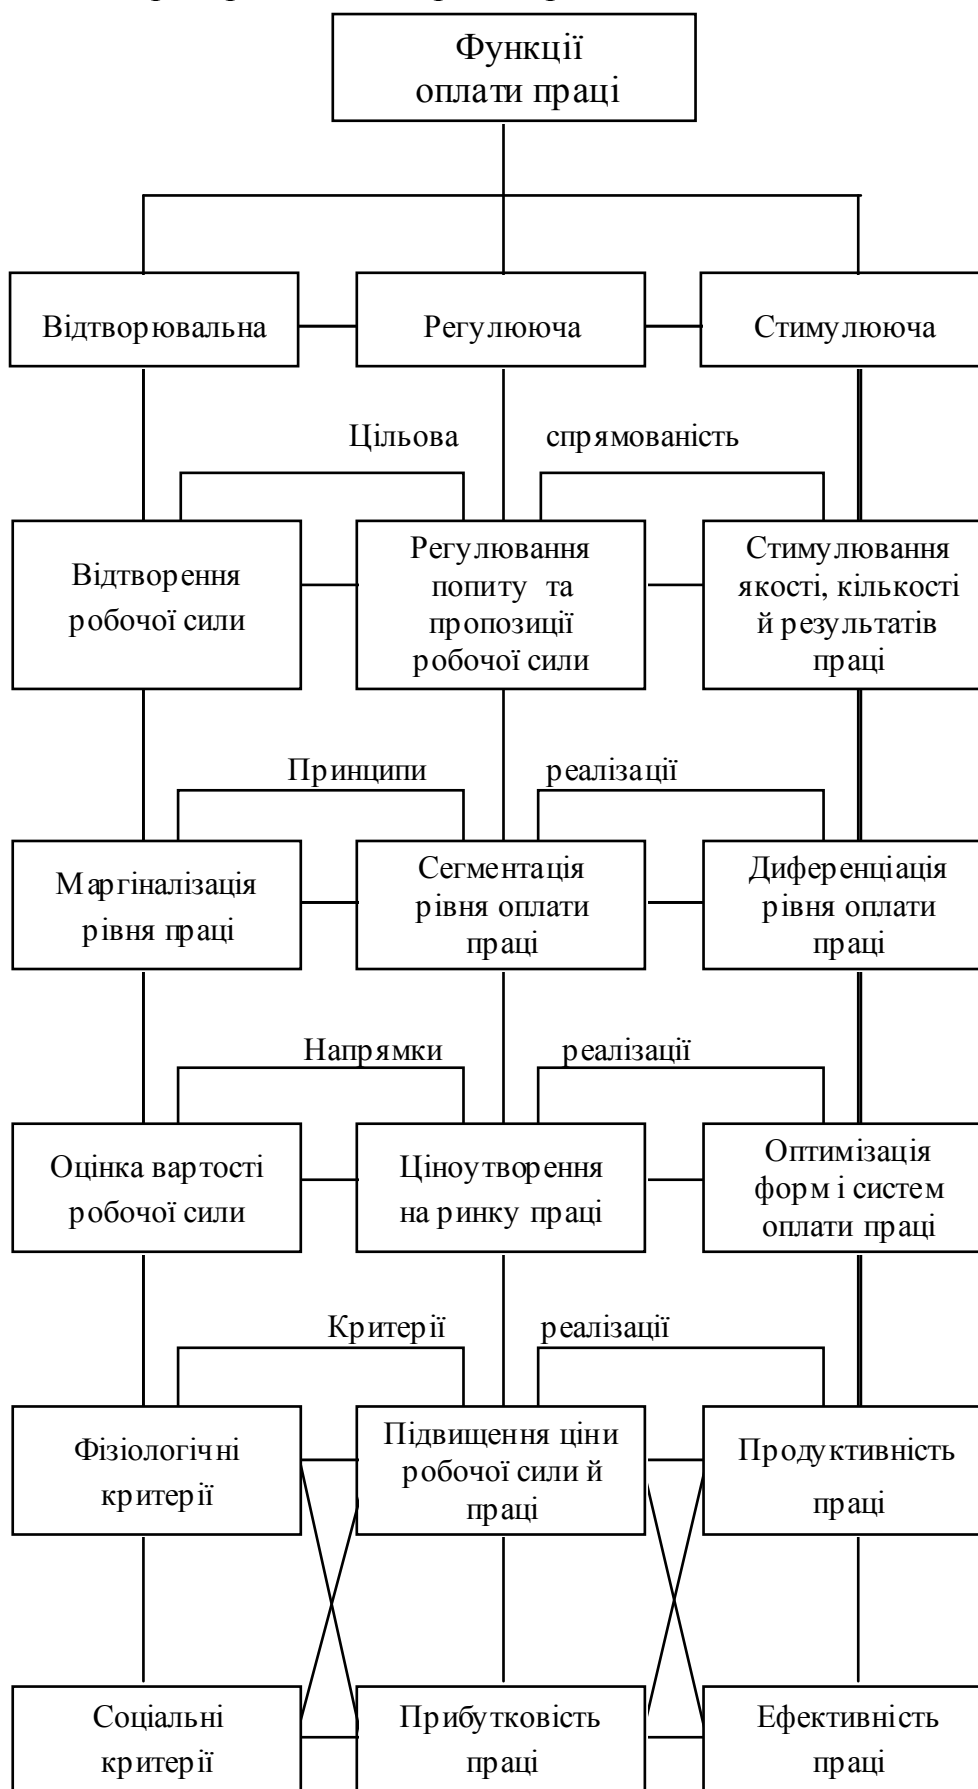 Функції
оплати праці
Відтворювальна
Регулююча
Стимулююча
Цільова спрямованість
Відтворення
робочої сили
Регулювання
попиту та
пропозиції
робочої сили
Стимулювання
якості, кількості
й результатів
праці
Принципи реалізації
Маргіналізація
рівня праці
Сегментація
рівня оплати
праці
Диференціація
рівня оплати
праці
Напрямки реалізації
Оцінка вартості
робочої сили
Ціноутворення
на ринку праці
Оптимізація
форм і систем
оплати праці
Критерії реалізації
Фізіологічні
критерії
Підвищення ціни
робочої сили й
праці
Продуктивність
праці
Соціальні
критерії
Прибутковість
праці
Ефективність
праці